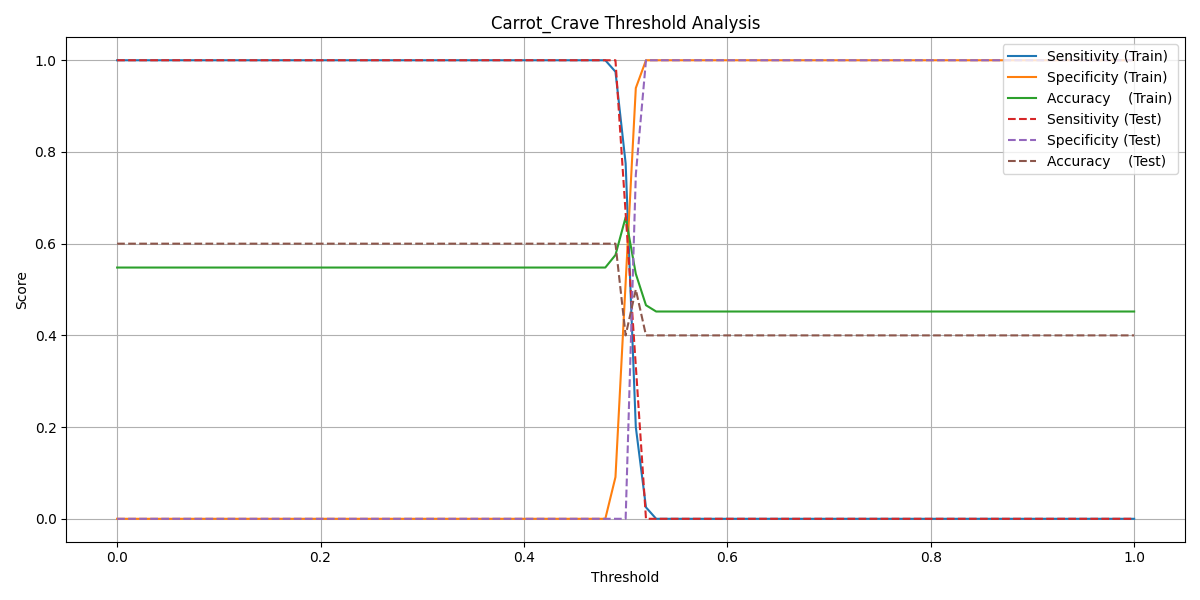 Carrot_Crave Threshold Analysis
Sensitivity (Train)
Specificity (Train)
Accuracy    (Train)
Sensitivity (Test)
Specificity (Test)
Accuracy    (Test)
Score
1.0
0.8
0.6
0.4
0.2
0.0
0.0 0.2 0.4 0.6 0.8 1.0
Threshold